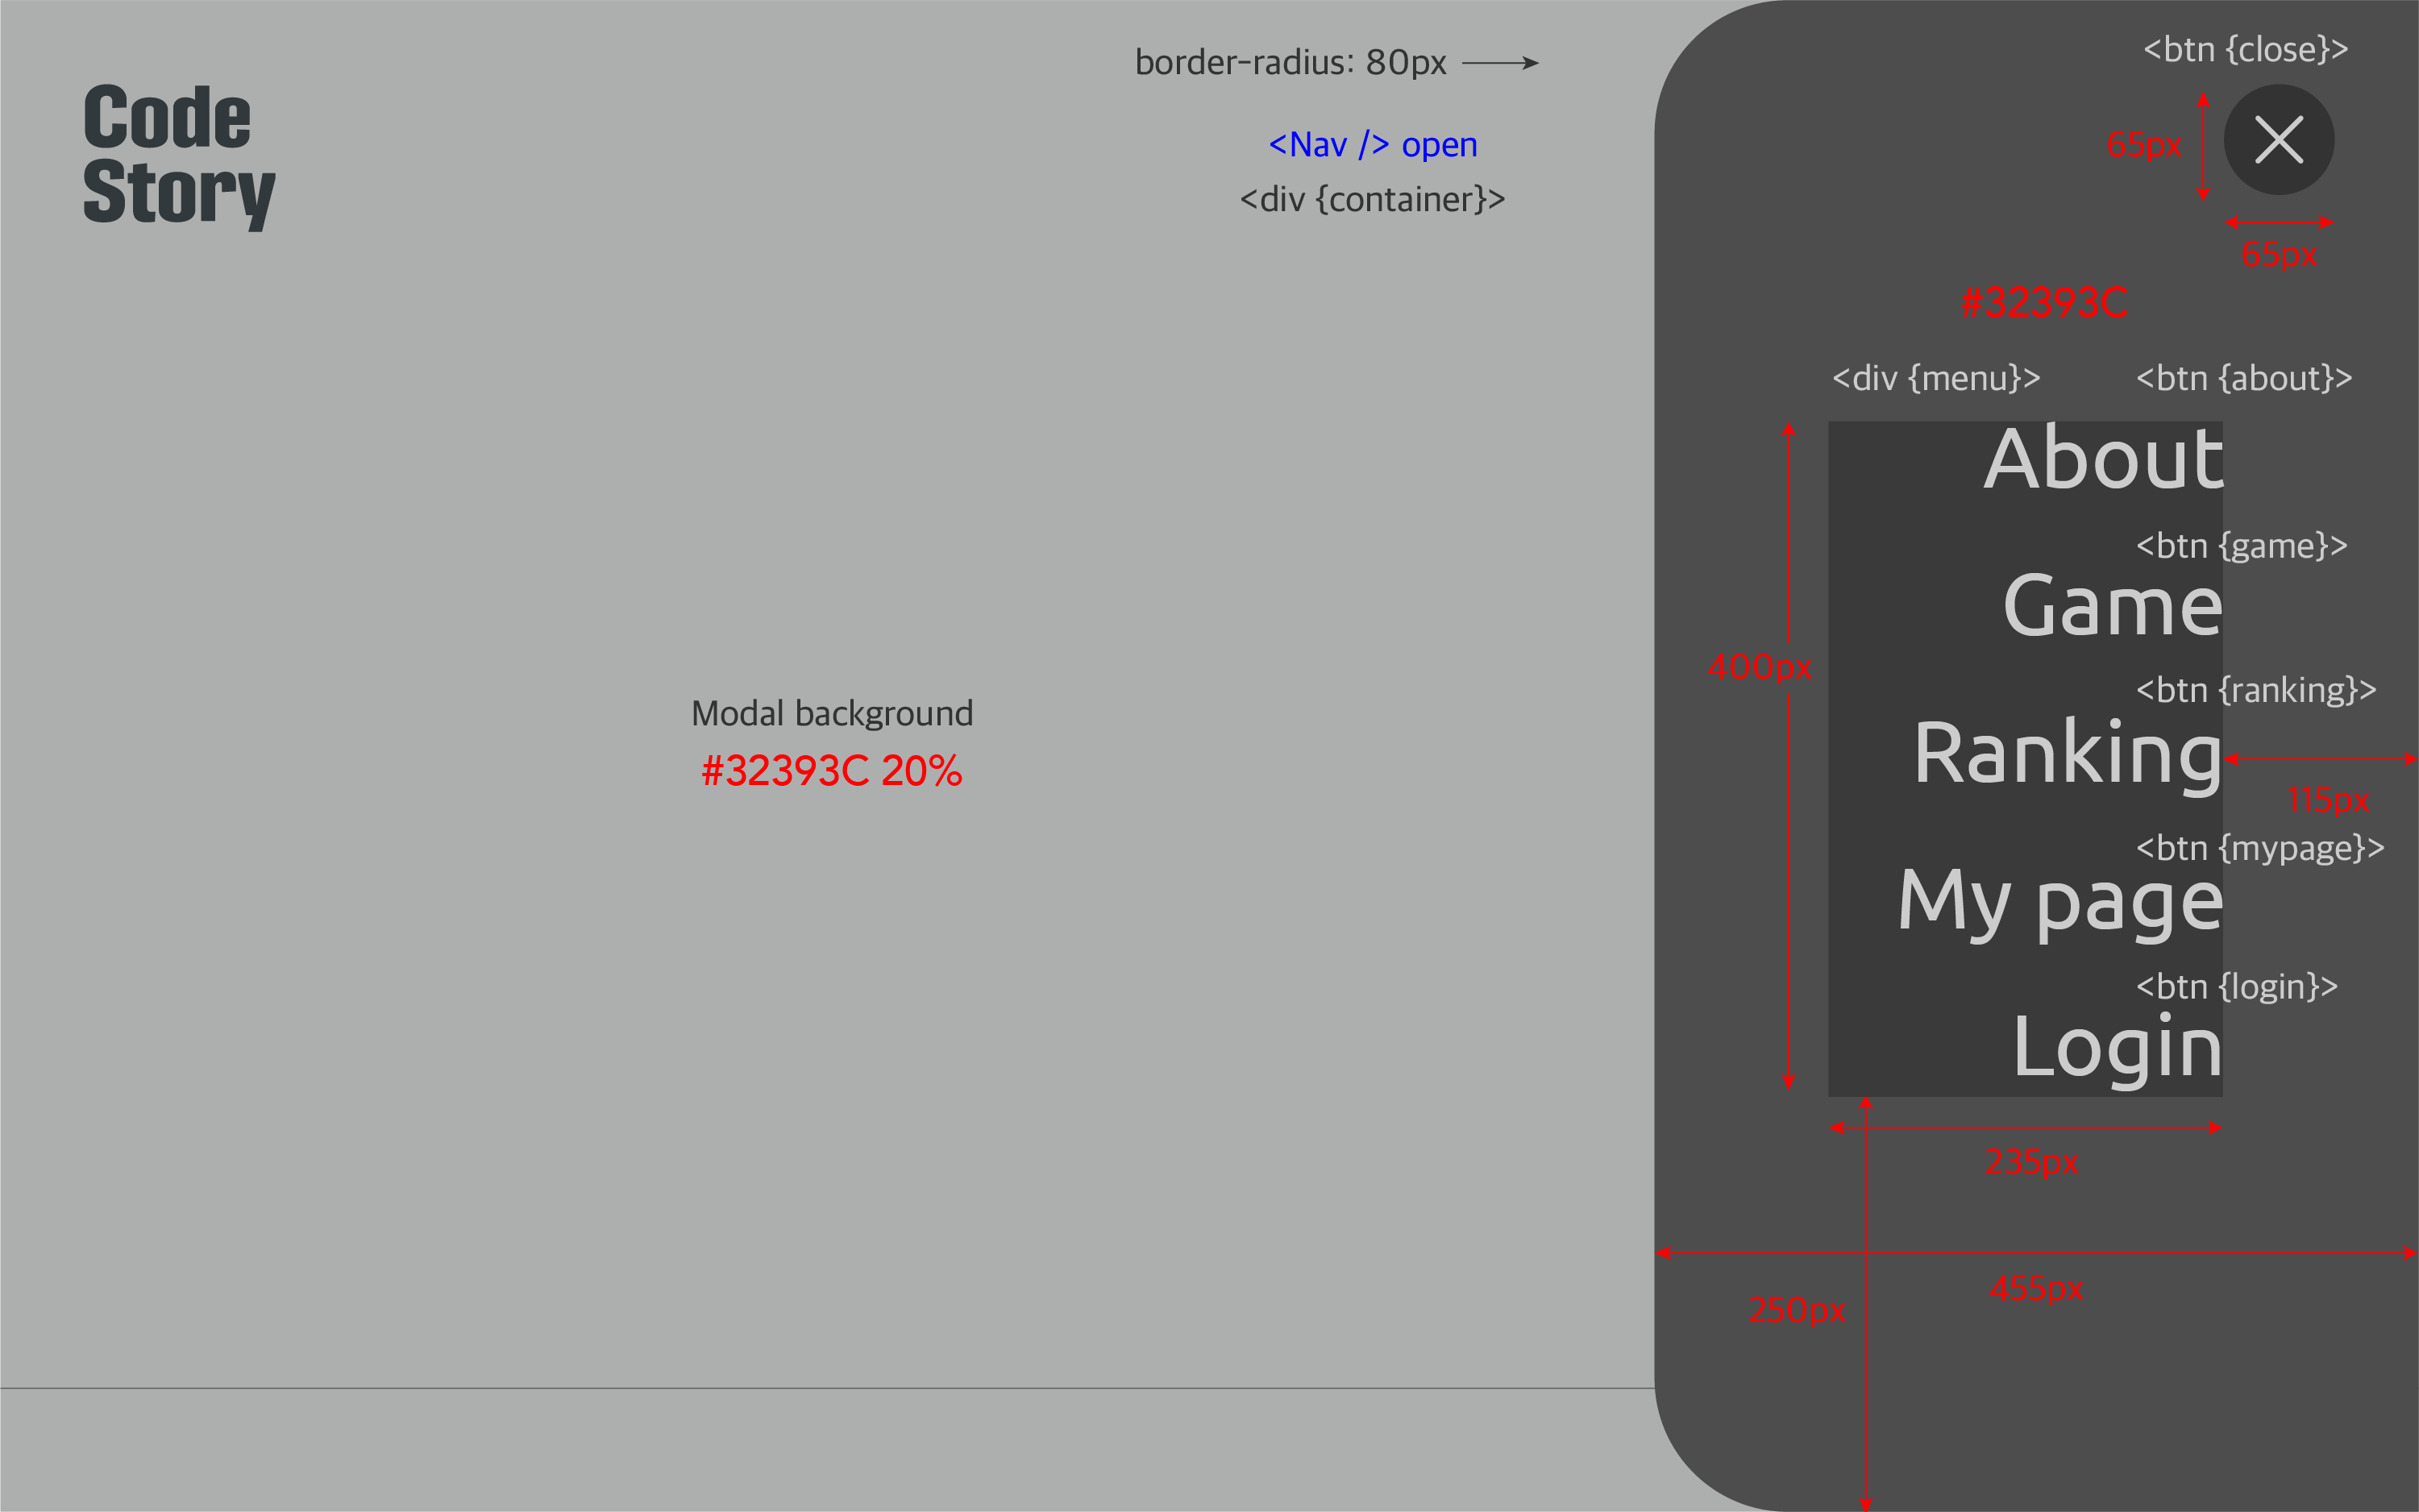 Code
Story
border-radius: 80px
<Nav /> open
<div {container}>
Modal background
#32393C 20%
<btn {close}>
65px
65px
#32393C
<div {menu}>
<btn {about}>
About
<btn {game}>
Game
400px
<btn {ranking}>
Ranking
115px
<btn {mypage}>
My page
<btn {login}>
Login
235px
455px
250px